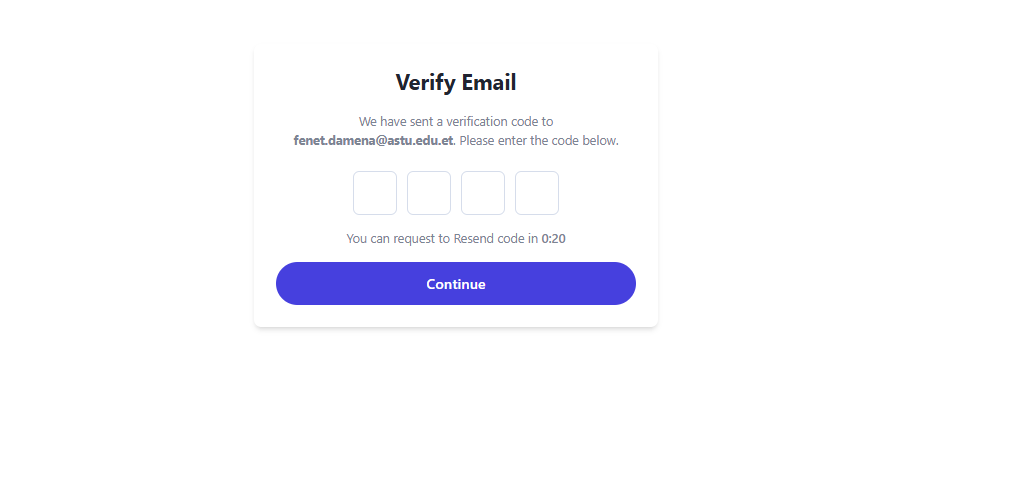 Verify Email
We have sent a verification code to
fenet.damena@astu.edu.et. Please enter the code below.
You can request to Resend code in 0:20
Continue